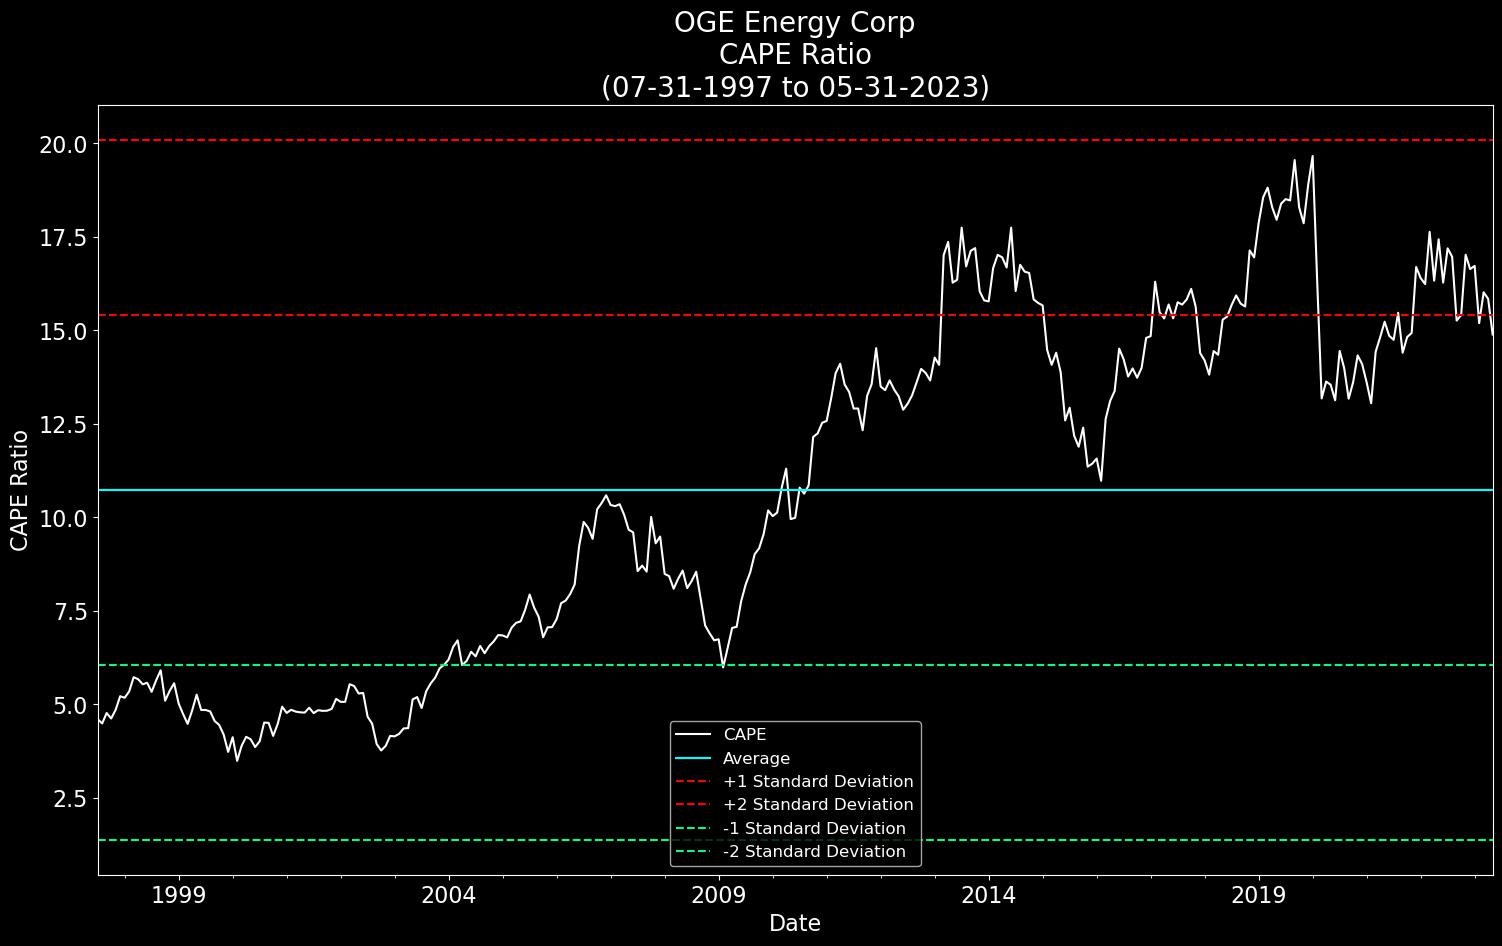 OGE Energy Corp
CAPE Ratio
(07-31-1997 to 05-31-2023)
CAPE Ratio
20.0
17.5
15.0
12.5
10.0
7.5
5.0
2.5
CAPE
Average
+1 Standard Deviation
+2 Standard Deviation
-1 Standard Deviation
-2 Standard Deviation
1999 2004 2009 2014 2019
Date